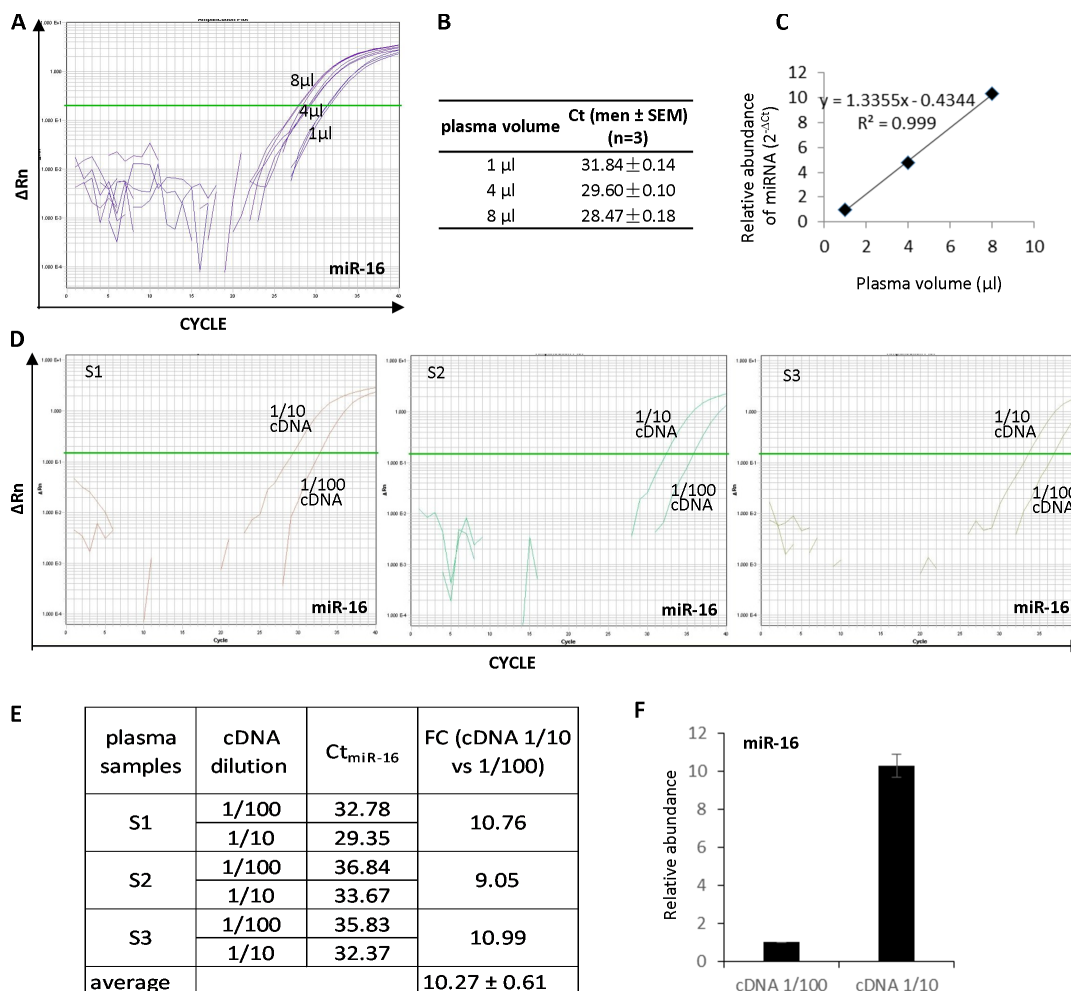 A
Amplification Plot
8µl
4µl
1µl
miR-16
ΔRn
CYCLE
B
plasma volume
Ct (men ± SEM)
(n=3)
1 µl 31.84±0.14
4 µl 29.60±0.10
8 µl 28.47±0.18
C
12
10
8
6
4
2
0
y = 1.3355x - 0.4344
R² = 0.999
0 2 4 6 8 10
Relative abundance
of miRNA (2^-ΔCt)
Plasma volume (µl)
D
ΔRn
S1
1/10
cDNA
1/100
cDNA
miR-16
Cycle
S2
1/10
cDNA
1/100
cDNA
miR-16
Cycle
S3
1/10
cDNA
1/100
cDNA
miR-16
Cycle
CYCLE
E
plasma
samples
cDNA
dilution
Ct miR-16
FC (cDNA 1/10
vs 1/100)
S1
1/100 32.78
1/10 29.35
10.76
S2
1/100 36.84
1/10 33.67
9.05
S3
1/100 35.83
1/10 32.37
10.99
average 10.27 ± 0.61
F
miR-16
12
10
8
6
4
2
0
Relative abundance
cDNA 1/100 cDNA 1/10